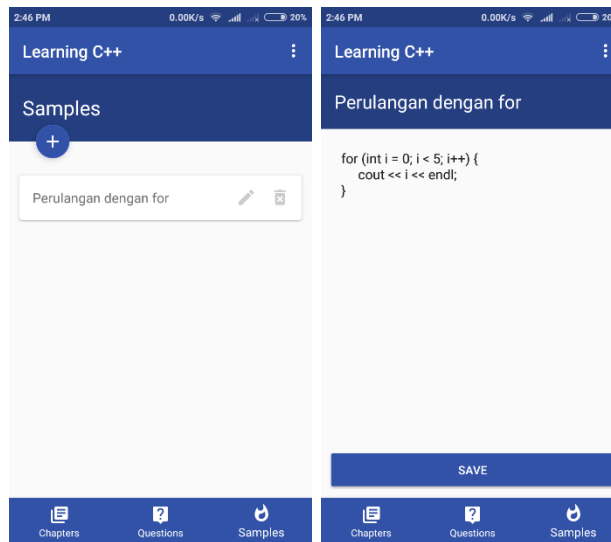 2:46 PM 0.00K/s 20%
Learning C++
Samples
+
Perulangan dengan for
Chapters Questions Samples
2:46 PM 0.00K/s 20
Learning C++
Perulangan dengan for
for (int i = 0; i < 5; i++) {
cout << i << endl;
}
SAVE
Chapters Questions Samples